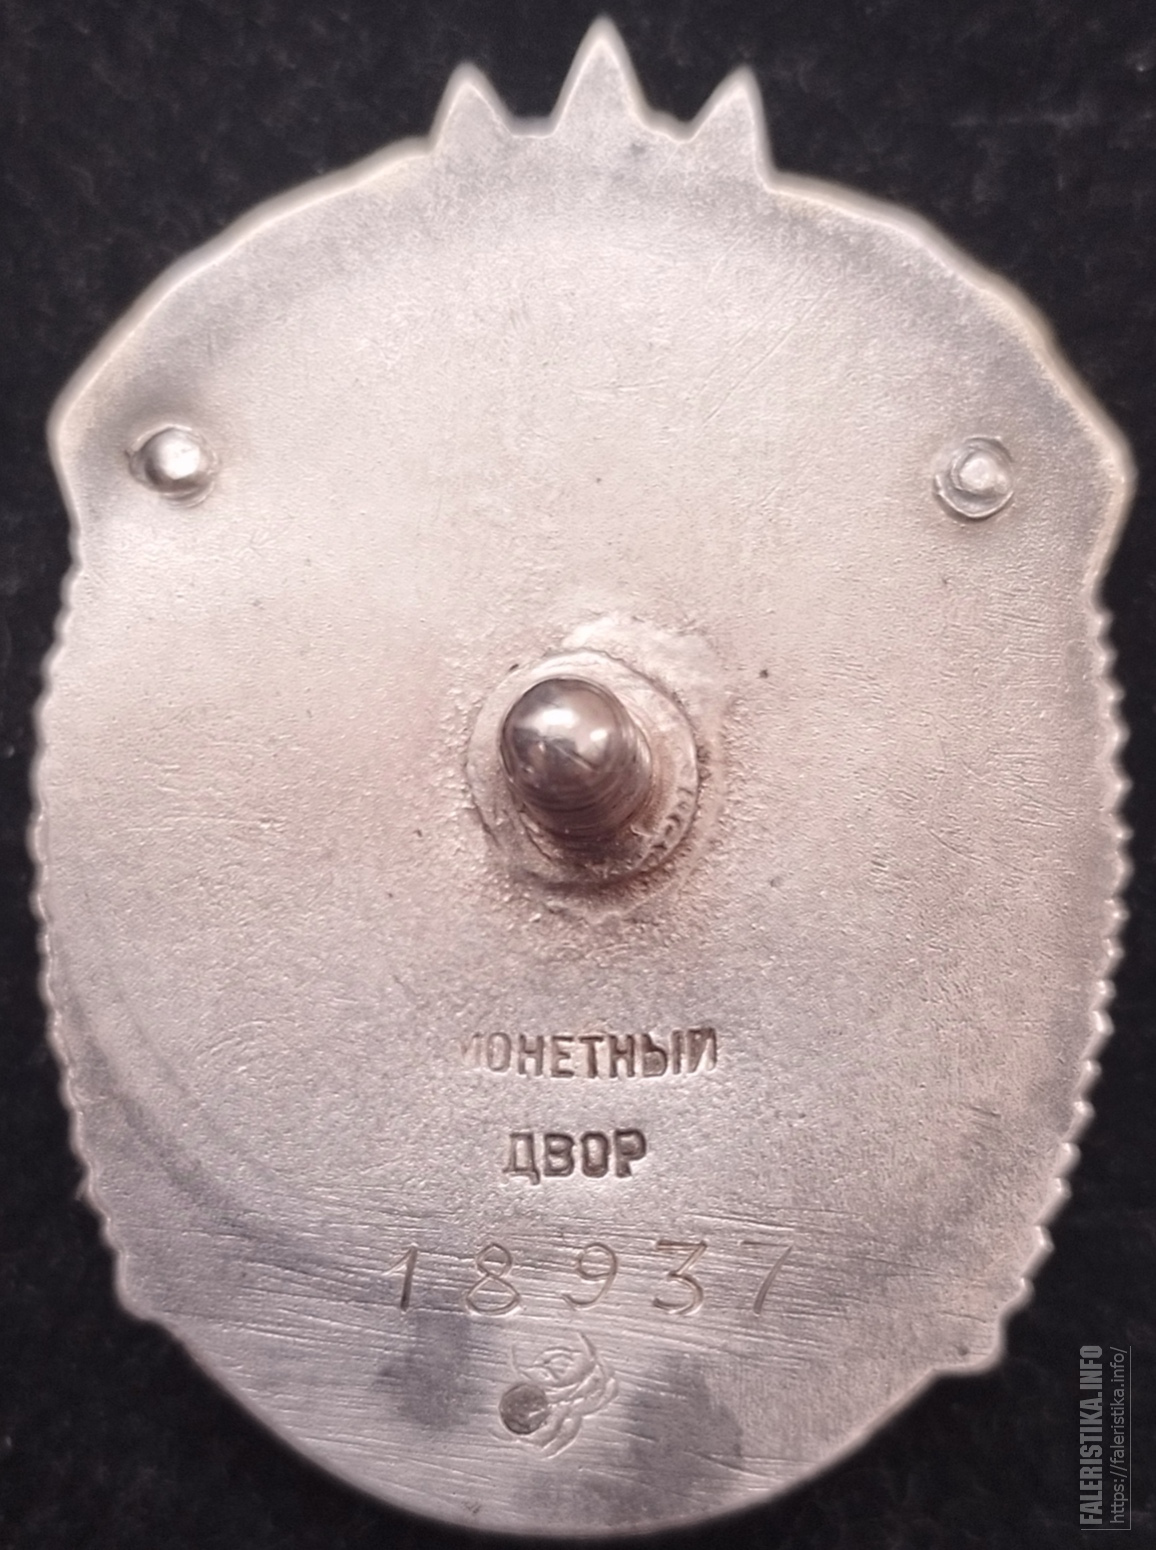 МОНЕТНЫЙ
ДВОР
18937
FALERISTIKA.INFO
https://faleristika.info/